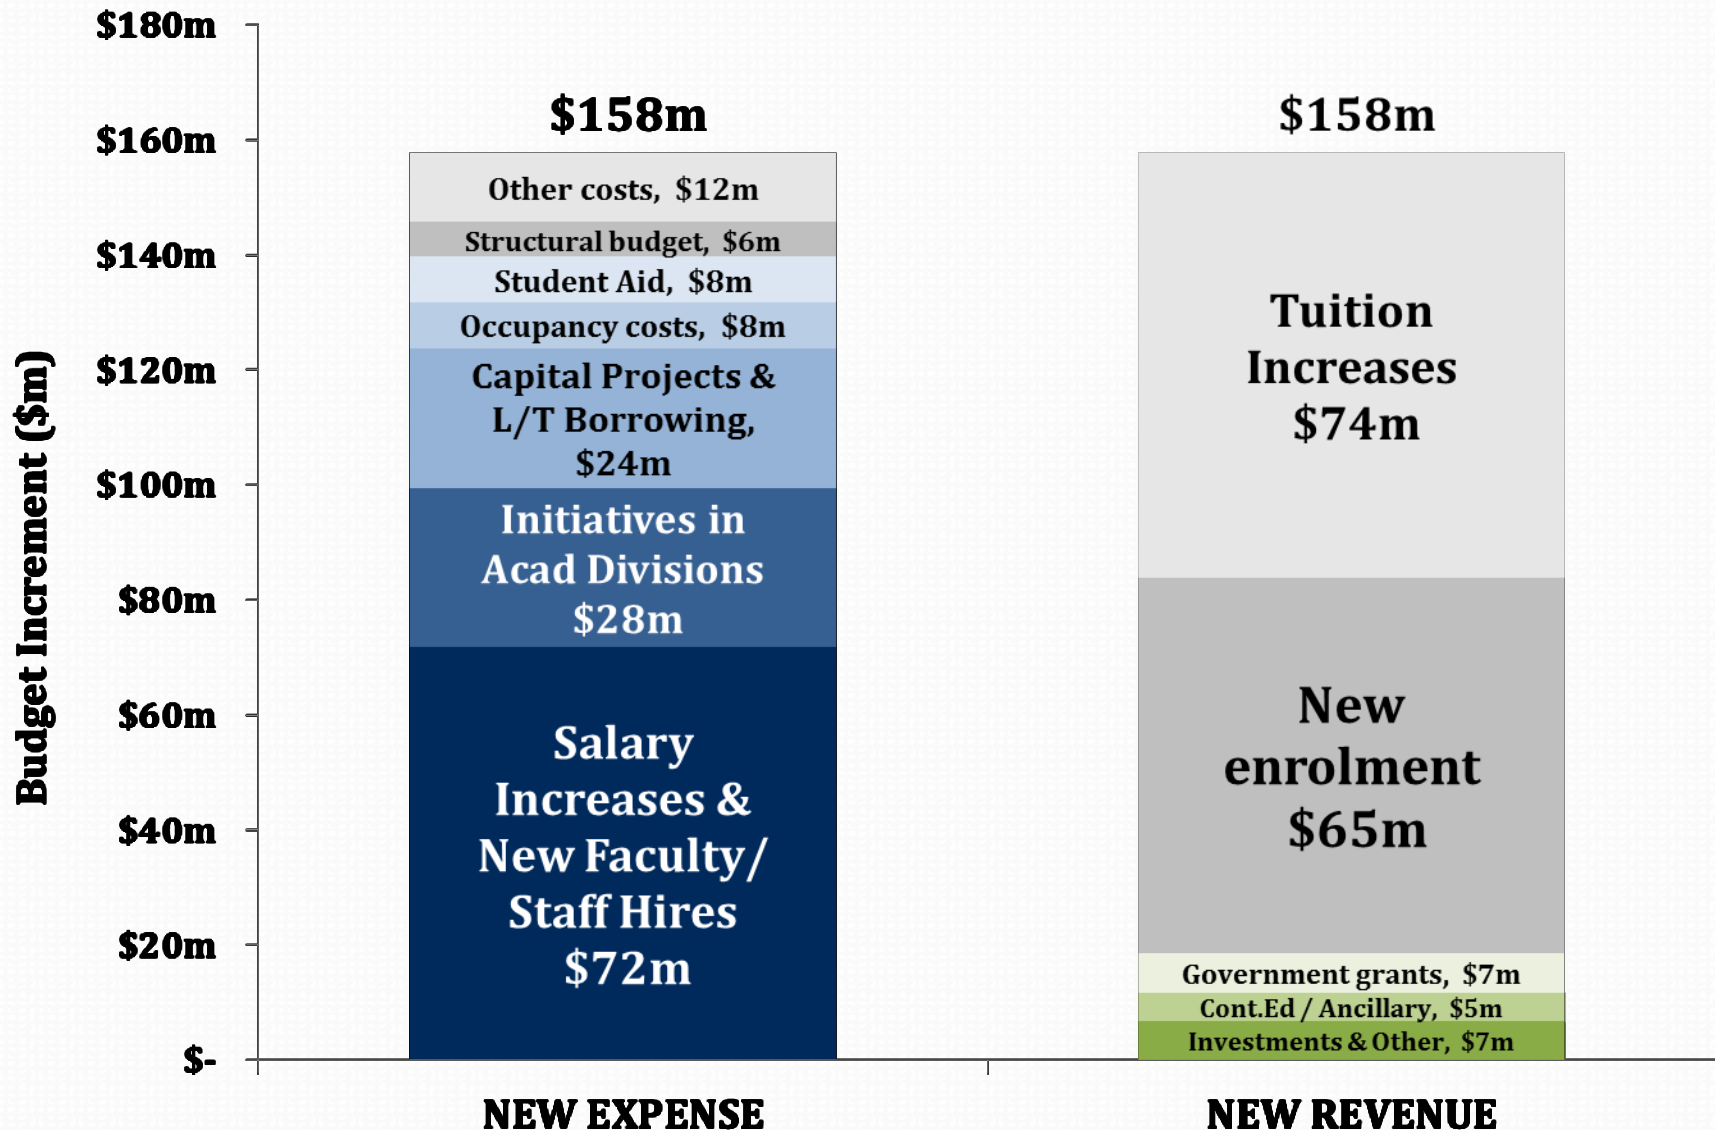 $180m
$160m
$140m
$120m
$100m
$80m
$60m
$40m
$20m
$-
Budget Increment ($m)
$158m
Other costs, $12m
Structural budget, $6m
Student Aid, $8m
Occupancy costs, $8m
Capital Projects &
L/T Borrowing,
$24m
Initiatives in
Acad Divisions
$28m
Salary
Increases &
New Faculty/
Staff Hires
$72m
NEW EXPENSE
$158m
Tuition
Increases
$74m
New
enrolment
$65m
Government grants, $7m
Cont.Ed / Ancillary, $5m
Investments & Other, $7m
NEW REVENUE